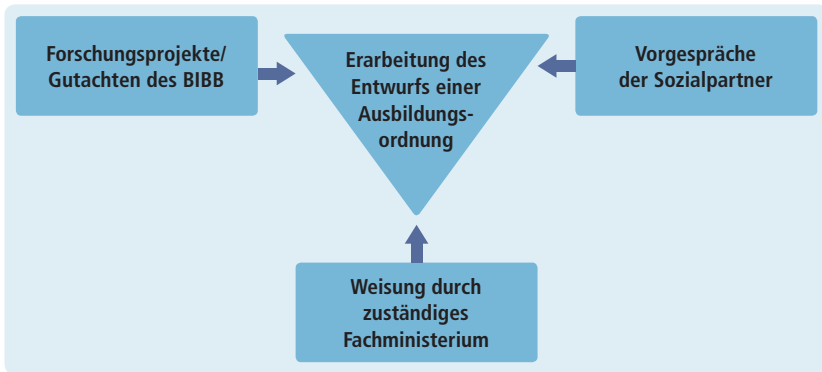 Forschungsprojekte/
Gutachten des BIBB
Erarbeitung des
Entwurfs einer
Ausbildungs-
ordnung
Vorgespräche
der Sozialpartner
Weisung durch
zuständiges
Fachministerium